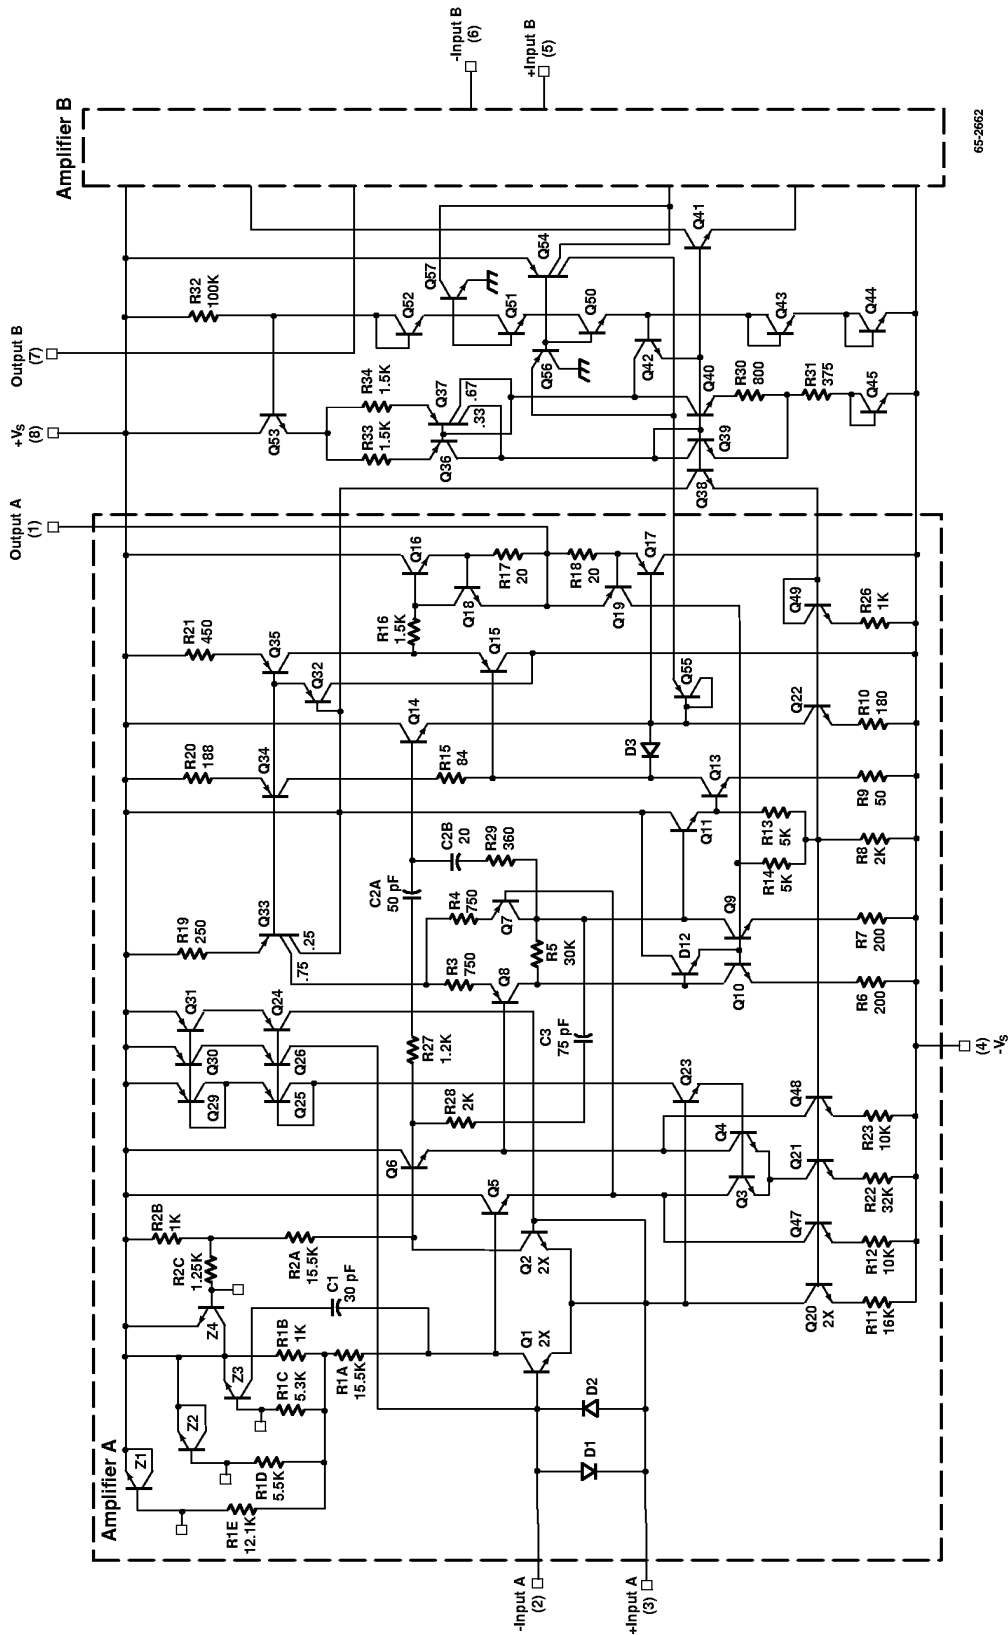 Output A
(1)
+VS
(8)
Output B
(7)
Amplifier A
Amplifier B
-Input B
(6)
+Input B
(5)
65-2662
-Input A
(2)
+Input A
(3)
(4)
-VS
Z1
Z2
Z3
Z4
R1E
12.1K
R1D
5.5K
R1C
5.3K
R1B
1K
R1A
15.5K
R2C
1.25K
R2B
1K
R2A
15.5K
C1
30 pF
D1
D2
Q1
2X
Q2
2X
Q5
Q6
Q3
Q4
Q23
Q20
2X
Q47
Q21
Q48
R11
16K
R12
10K
R22
32K
R23
10K
Q29
Q30
Q31
Q25
Q26
Q24
R28
2K
R27
1.2K
C3
75 pF
R19
250
Q33
.75
.25
C2A
50 pF
R3
750
R4
750
Q8
Q7
R5
30K
C2B
20
R29
360
D12
Q10
Q9
R6
200
R7
200
Q11
R14
5K
R13
5K
R8
2K
R20
188
Q34
R15
84
Q13
R9
50
D3
Q14
Q32
R21
450
Q35
Q15
Q55
Q22
R10
180
R16
1.5K
Q16
Q18
R17
20
R18
20
Q19
Q17
Q49
R26
1K
Q53
R33
1.5K
R34
1.5K
Q36
Q37
.67
.33
Q38
Q39
Q40
R30
800
R31
375
Q45
R32
100K
Q52
Q57
Q51
Q50
Q56
Q54
Q42
Q41
Q43
Q44